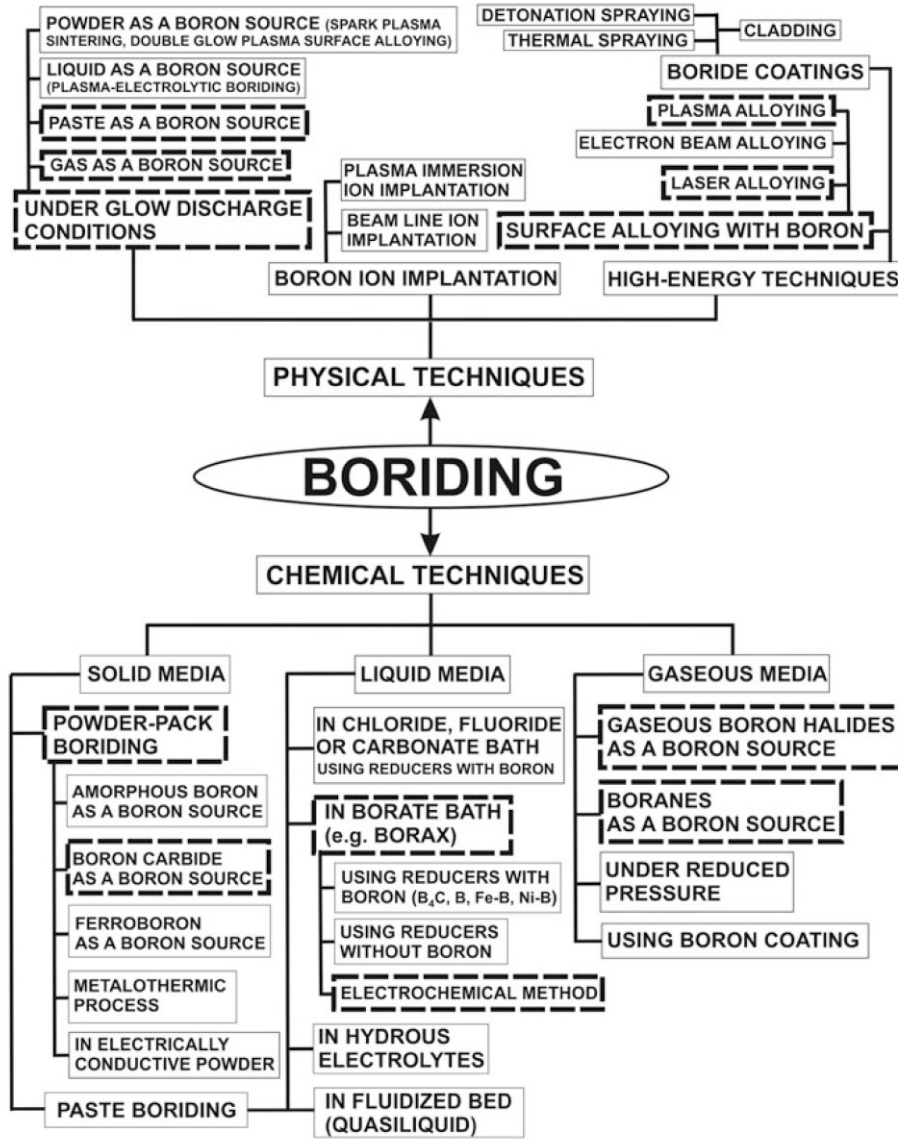 POWDER AS A BORON SOURCE (SPARK PLASMA
SINTERING, DOUBLE GLOW PLASMA SURFACE ALLOYING)
LIQUID AS A BORON SOURCE
(PLASMA-ELECTROLYTIC BORIDING)
PASTE AS A BORON SOURCE
GAS AS A BORON SOURCE
UNDER GLOW DISCHARGE
CONDITIONS
PLASMA IMMERSION
ION IMPLANTATION
BEAM LINE ION
IMPLANTATION
BORON ION IMPLANTATION
DETONATION SPRAYING
THERMAL SPRAYING
CLADDING
BORIDE COATINGS
PLASMA ALLOYING
ELECTRON BEAM ALLOYING
LASER ALLOYING
SURFACE ALLOYING WITH BORON
HIGH-ENERGY TECHNIQUES
PHYSICAL TECHNIQUES
BORIDING
CHEMICAL TECHNIQUES
SOLID MEDIA
POWDER-PACK
BORIDING
AMORPHOUS BORON
AS A BORON SOURCE
BORON CARBIDE
AS A BORON SOURCE
FERROBORON
AS A BORON SOURCE
METALOTHERMIC
PROCESS
IN ELECTRICALLY
CONDUCTIVE POWDER
PASTE BORIDING
LIQUID MEDIA
IN CHLORIDE, FLUORIDE
OR CARBONATE BATH
USING REDUCERS WITH BORON
IN BORATE BATH
(e.g. BORAX)
USING REDUCERS WITH
BORON (B₄C, B, Fe-B, Ni-B)
USING REDUCERS
WITHOUT BORON
ELECTROCHEMICAL METHOD
IN HYDROUS
ELECTROLYTES
IN FLUIDIZED BED
(QUASILIQUID)
GASEOUS MEDIA
GASEOUS BORON HALIDES
AS A BORON SOURCE
BORANES
AS A BORON SOURCE
UNDER REDUCED
PRESSURE
USING BORON COATING